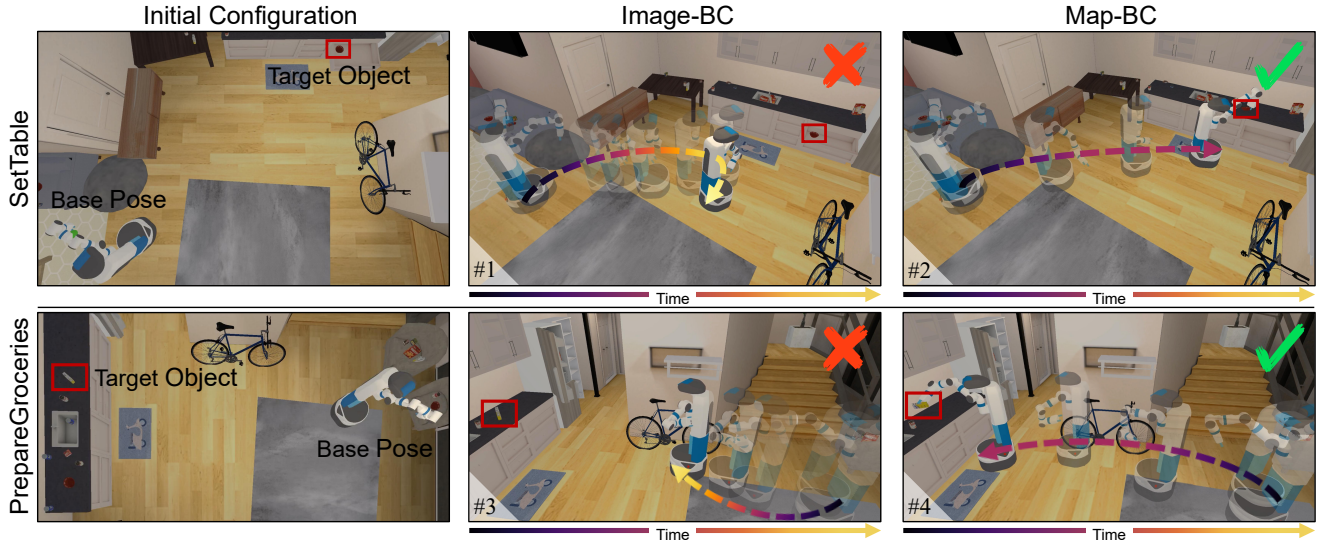 Initial Configuration
Image-BC
Map-BC
SetTable
Target Object
Base Pose
#1
#2
Time
Time
PrepareGroceries
Target Object
Base Pose
#3
#4
Time
Time